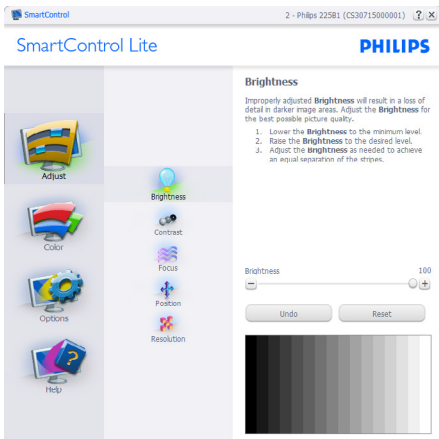 SmartControl
2 - Philips 225B1 (CS30715000001)
?
SmartControl Lite
PHILIPS
Adjust
Color
Options
Help
Brightness
Contrast
Focus
Position
Resolution
Brightness
Improperly adjusted Brightness will result in a loss of
detail in darker image areas. Adjust the Brightness for
the best possible picture quality.
1. Lower the Brightness to the minimum level.
2. Raise the Brightness to the desired level.
3. Adjust the Brightness as needed to achieve
an equal separation of the stripes.
Brightness 100
Undo Reset